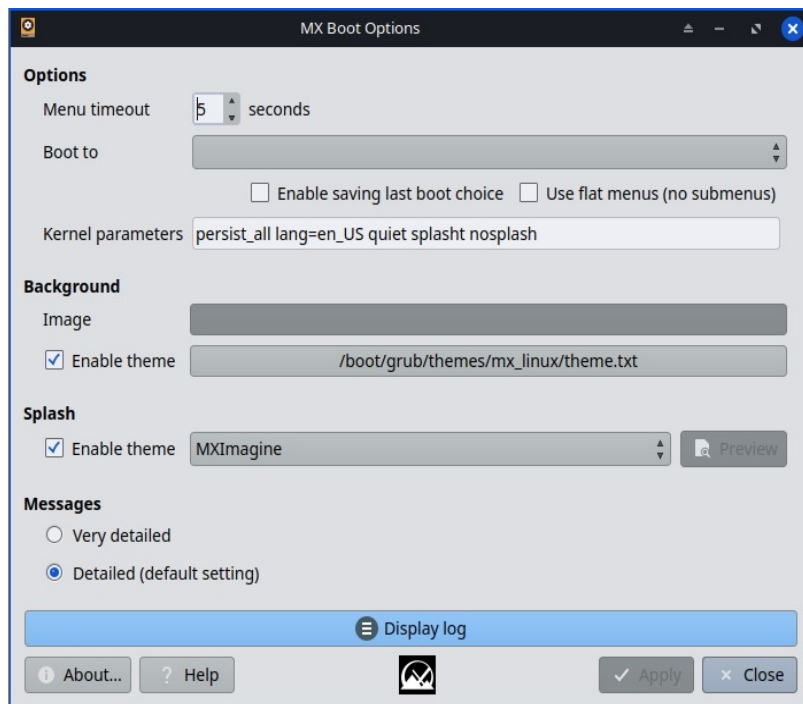 MX Boot Options
Options
Menu timeout 5 seconds
Boot to
Enable saving last boot choice Use flat menus (no submenus)
Kernel parameters persist_all lang=en_US quiet splasht nosplash
Background
Image
Enable theme /boot/grub/themes/mx_linux/theme.txt
Splash
Enable theme MXImagine Preview
Messages
Very detailed
Detailed (default setting)
Display log
About... Help Apply Close